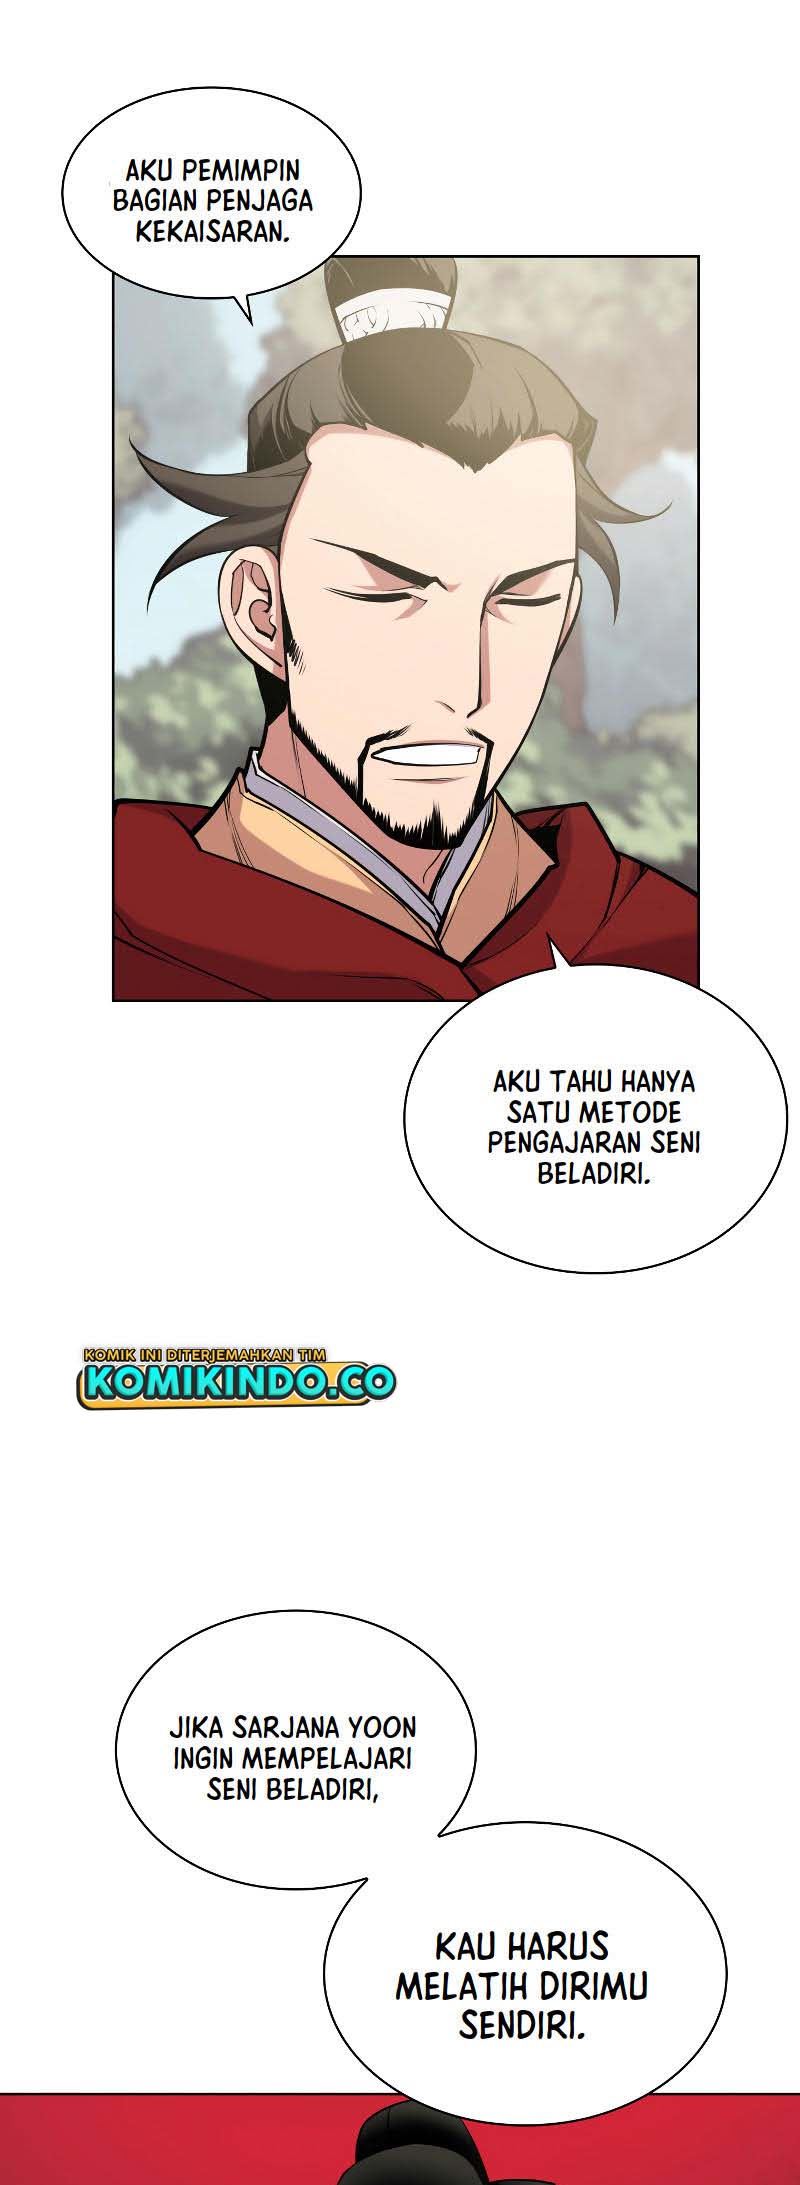 AKU PEMIMPIN
BAGIAN PENJAGA
KEKAISARAN.
AKU TAHU HANYA
SATU METODE
PENGAJARAN SENI
BELADIRI.
KOMIK INI DITERJEMAHKAN TIM
KOMIKINDO.CO
JIKA SARJANA YOON
INGIN MEMPELAJARI
SENI BELADIRI,
KAU HARUS
MELATIH DIRIMU
SENDIRI.